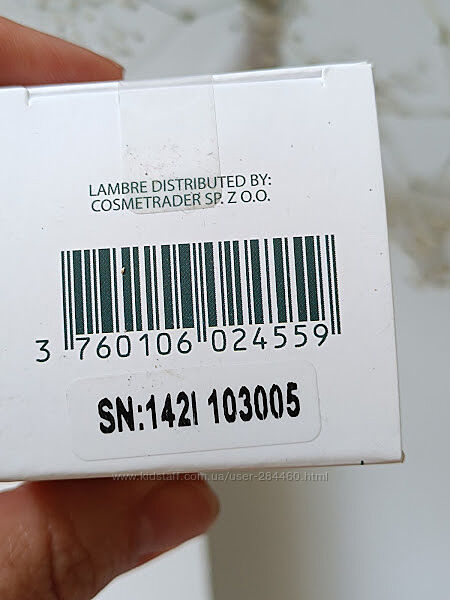 LAMBRE DISTRIBUTED BY:
COSMETRADER SP. Z O.O.
3 760106 024559
SN:142I 103005
www.kidstaff.com.ua/user-284460.html